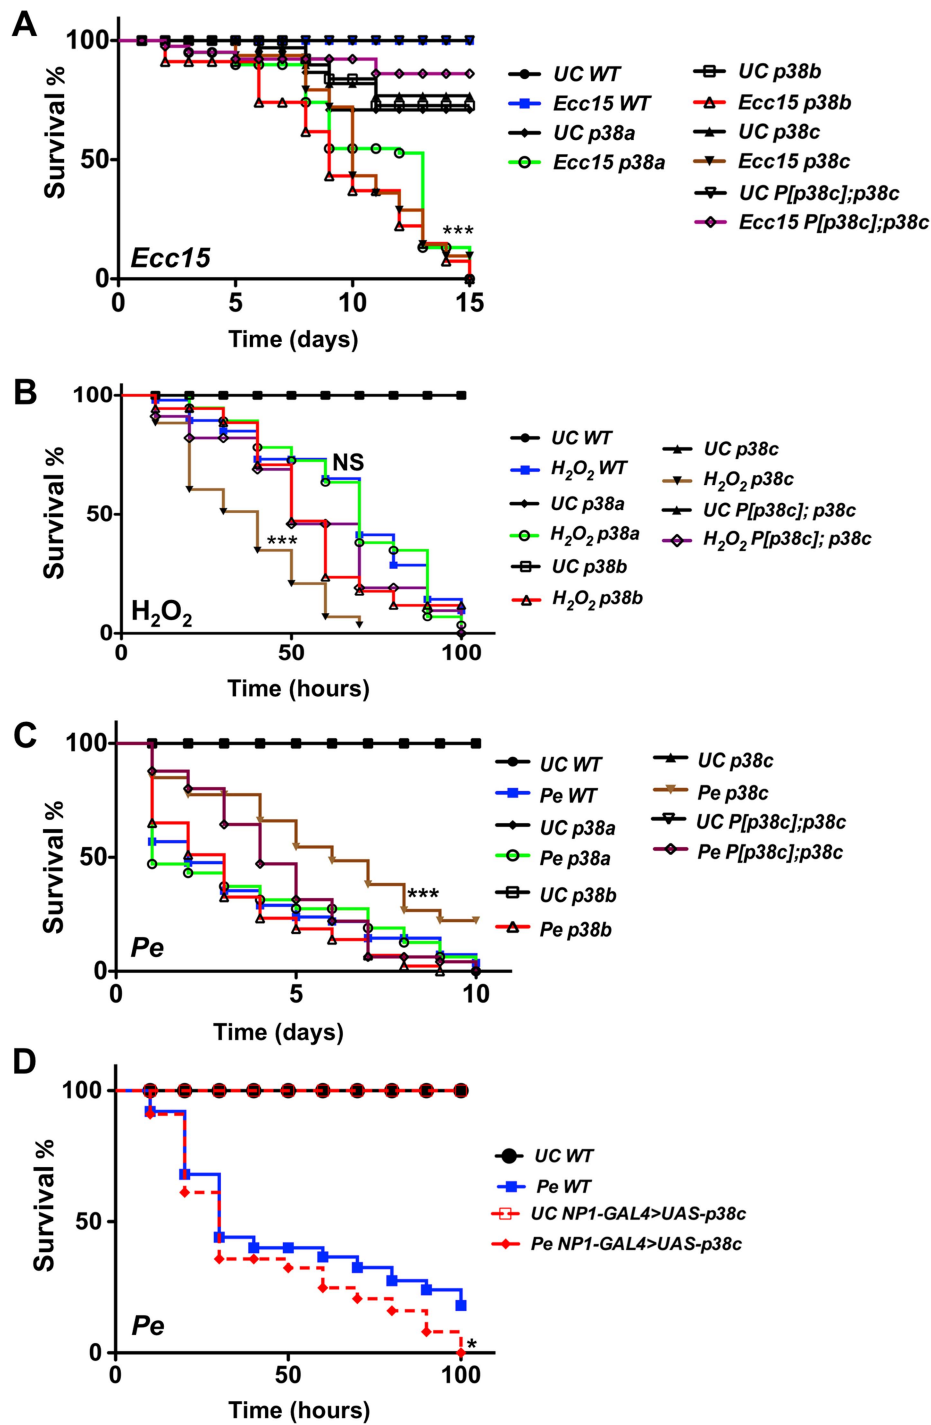 A
Survival %
100
50
0
0 5 10 15
Time (days)
Ecc15
***
UC WT
Ecc15 WT
UC p38a
Ecc15 p38a
UC p38b
Ecc15 p38b
UC p38c
Ecc15 p38c
UC P[p38c];p38c
Ecc15 P[p38c];p38c
B
Survival %
100
50
0
0 50 100
Time (hours)
H₂O₂
NS
***
UC WT
H₂O₂ WT
UC p38a
H₂O₂ p38a
UC p38b
H₂O₂ p38b
UC p38c
H₂O₂ p38c
UC P[p38c]; p38c
H₂O₂ P[p38c]; p38c
C
Survival %
100
50
0
0 5 10
Time (days)
Pe
***
UC WT
Pe WT
UC p38a
Pe p38a
UC p38b
Pe p38b
UC p38c
Pe p38c
UC P[p38c];p38c
Pe P[p38c];p38c
D
Survival %
100
50
0
0 50 100
Time (hours)
Pe
*
UC WT
Pe WT
UC NP1-GAL4>UAS-p38c
Pe NP1-GAL4>UAS-p38c